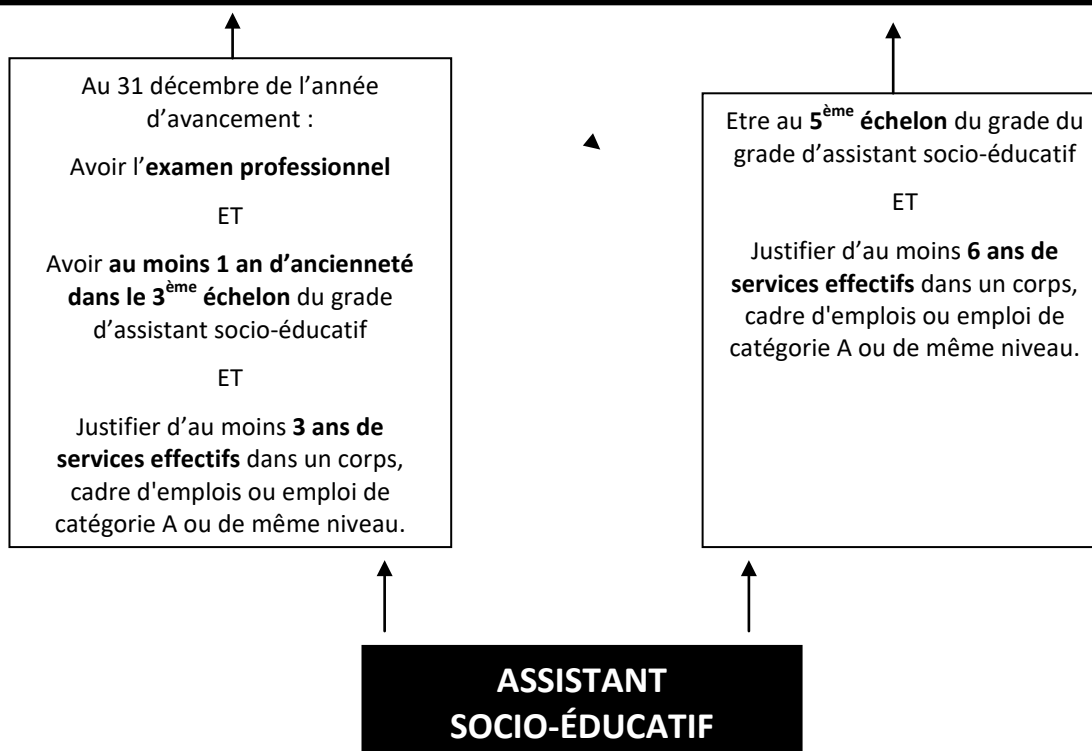 Au 31 décembre de l’année
d’avancement :
Avoir l’examen professionnel
ET
Avoir au moins 1 an d’ancienneté
dans le 3ème échelon du grade
d’assistant socio-éducatif
ET
Justifier d’au moins 3 ans de
services effectifs dans un corps,
cadre d'emplois ou emploi de
catégorie A ou de même niveau.
Etre au 5ème échelon du grade du
grade d’assistant socio-éducatif
ET
Justifier d’au moins 6 ans de
services effectifs dans un corps,
cadre d'emplois ou emploi de
catégorie A ou de même niveau.
ASSISTANT
SOCIO-ÉDUCATIF